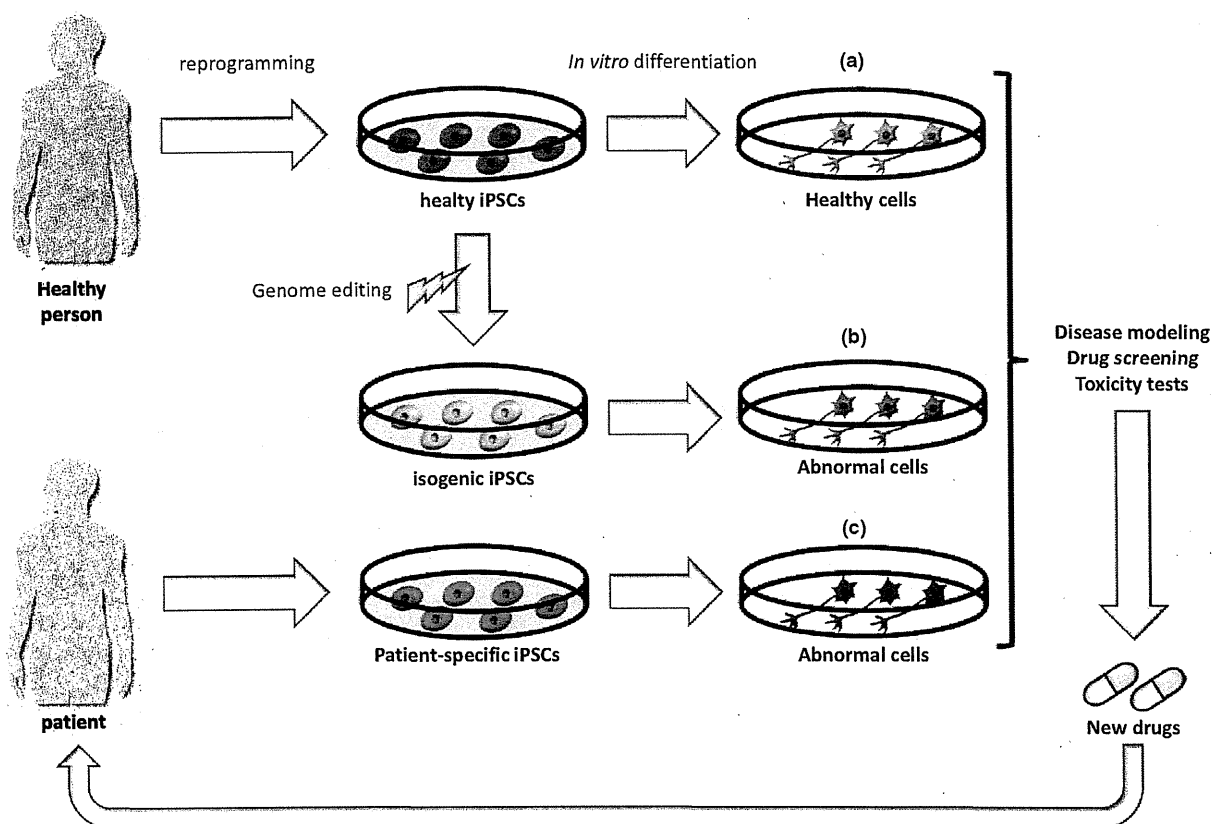 reprogramming
In vitro differentiation
(a)
healty iPSCs
Healthy cells
Healthy
person
Genome editing
(b)
Disease modeling
Drug screening
Toxicity tests
isogenic iPSCs
Abnormal cells
(c)
Patient-specific iPSCs
Abnormal cells
patient
New drugs